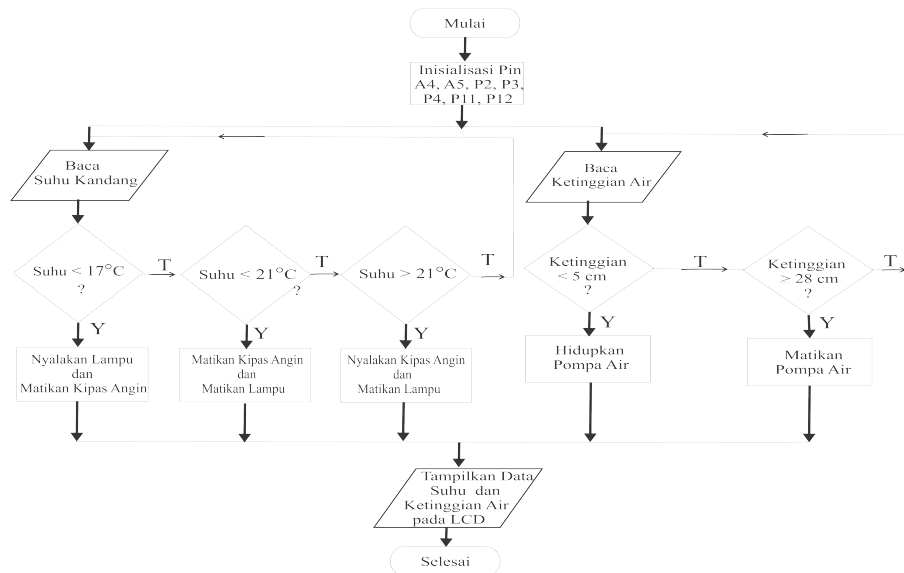 Mulai
Inisialisasi Pin
A4, A5, P2, P3,
P4, P11, P12
Baca
Suhu Kandang
Baca
Ketinggian Air
Suhu < 17°C
?
T
Suhu < 21°C
?
T
Suhu > 21°C
T
Ketinggian
< 5 cm
?
T
Ketinggian
≥ 28 cm
?
T
Y
Y
Y
Y
Y
Nyalakan Lampu
dan
Matikan Kipas Angin
Matikan Kipas Angin
dan
Matikan Lampu
Nyalakan Kipas Angin
dan
Matikan Lampu
Hidupkan
Pompa Air
Matikan
Pompa Air
Tampilkan Data
Suhu dan
Ketinggian Air
pada LCD
Selesai